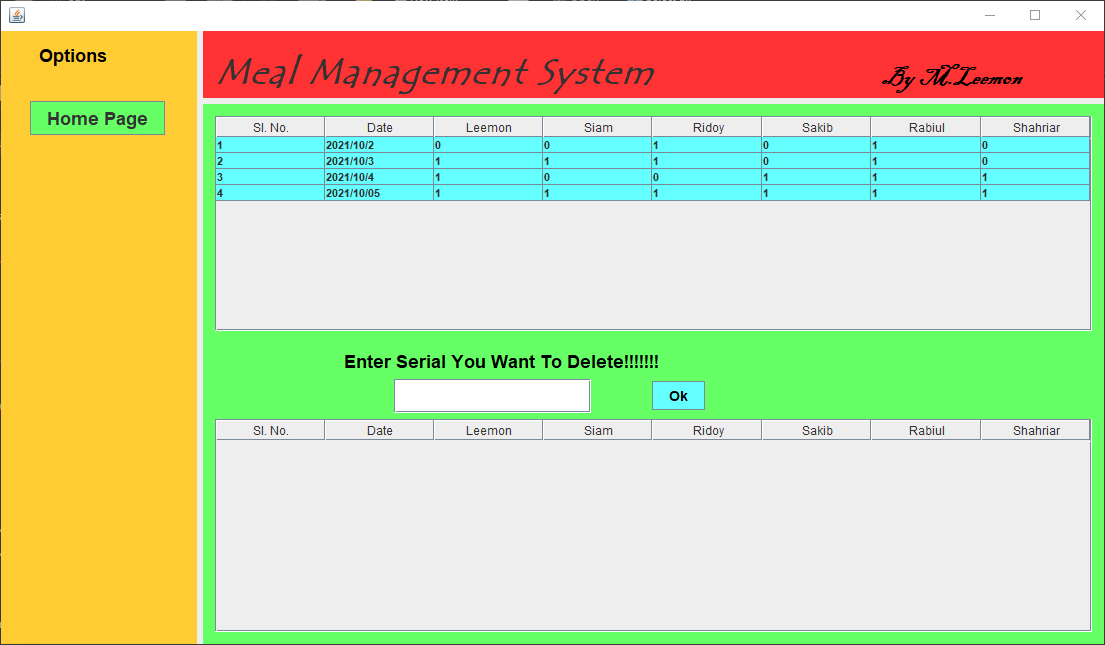 Options
Home Page
Meal Management System By M.Leemon
Sl. No. Date Leemon Siam Ridoy Sakib Rabiul Shahriar
1 2021/10/2 0 0 1 0 1 0
2 2021/10/3 1 1 1 0 1 0
3 2021/10/4 1 0 0 1 1 1
4 2021/10/05 1 1 1 1 1 1
Enter Serial You Want To Delete!!!!!!!
Ok
Sl. No. Date Leemon Siam Ridoy Sakib Rabiul Shahriar